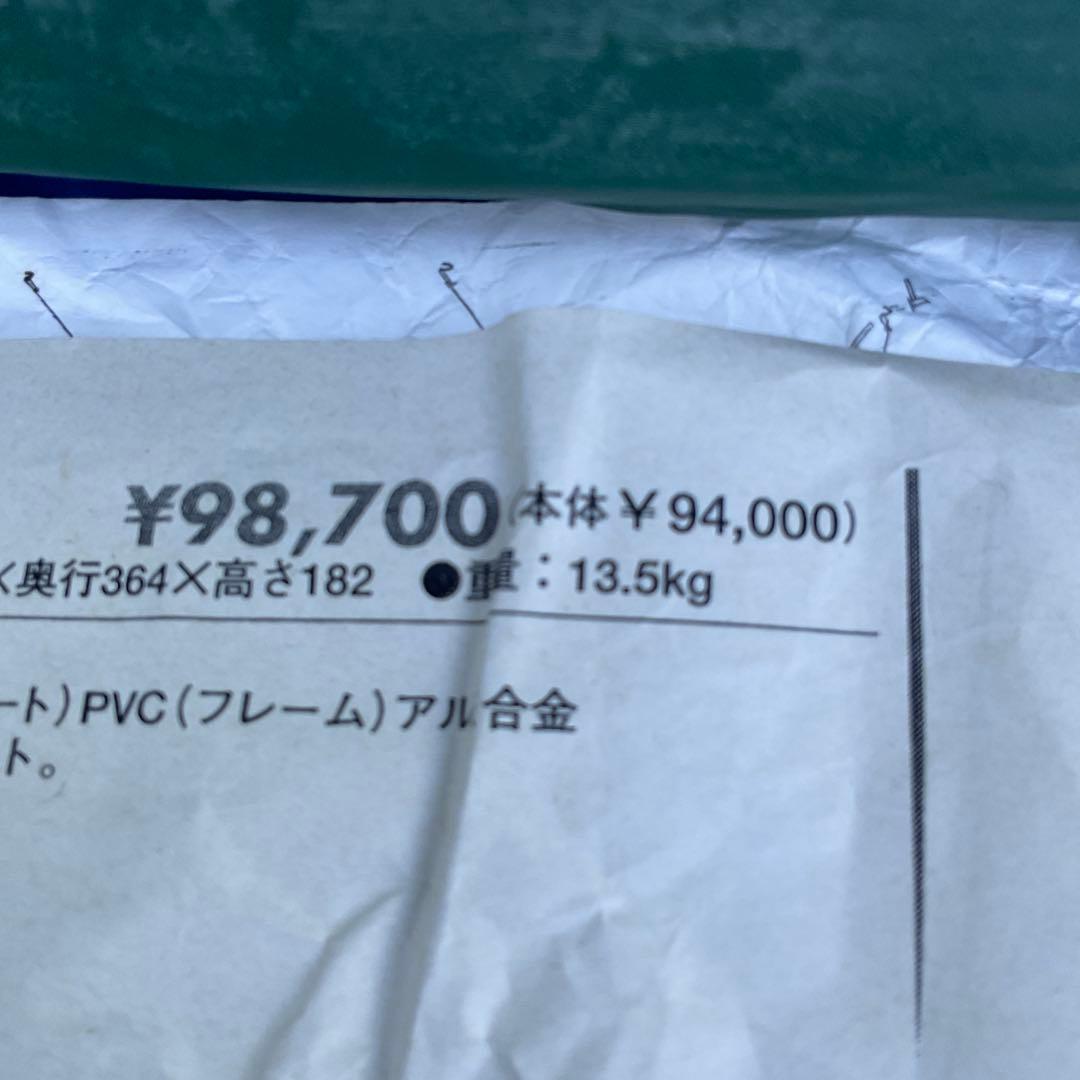 ¥98,700(本体￥94,000)
×奥行364×高さ182 ●重量：13.5kg
ート)PVC(フレーム)アル合金
ト。